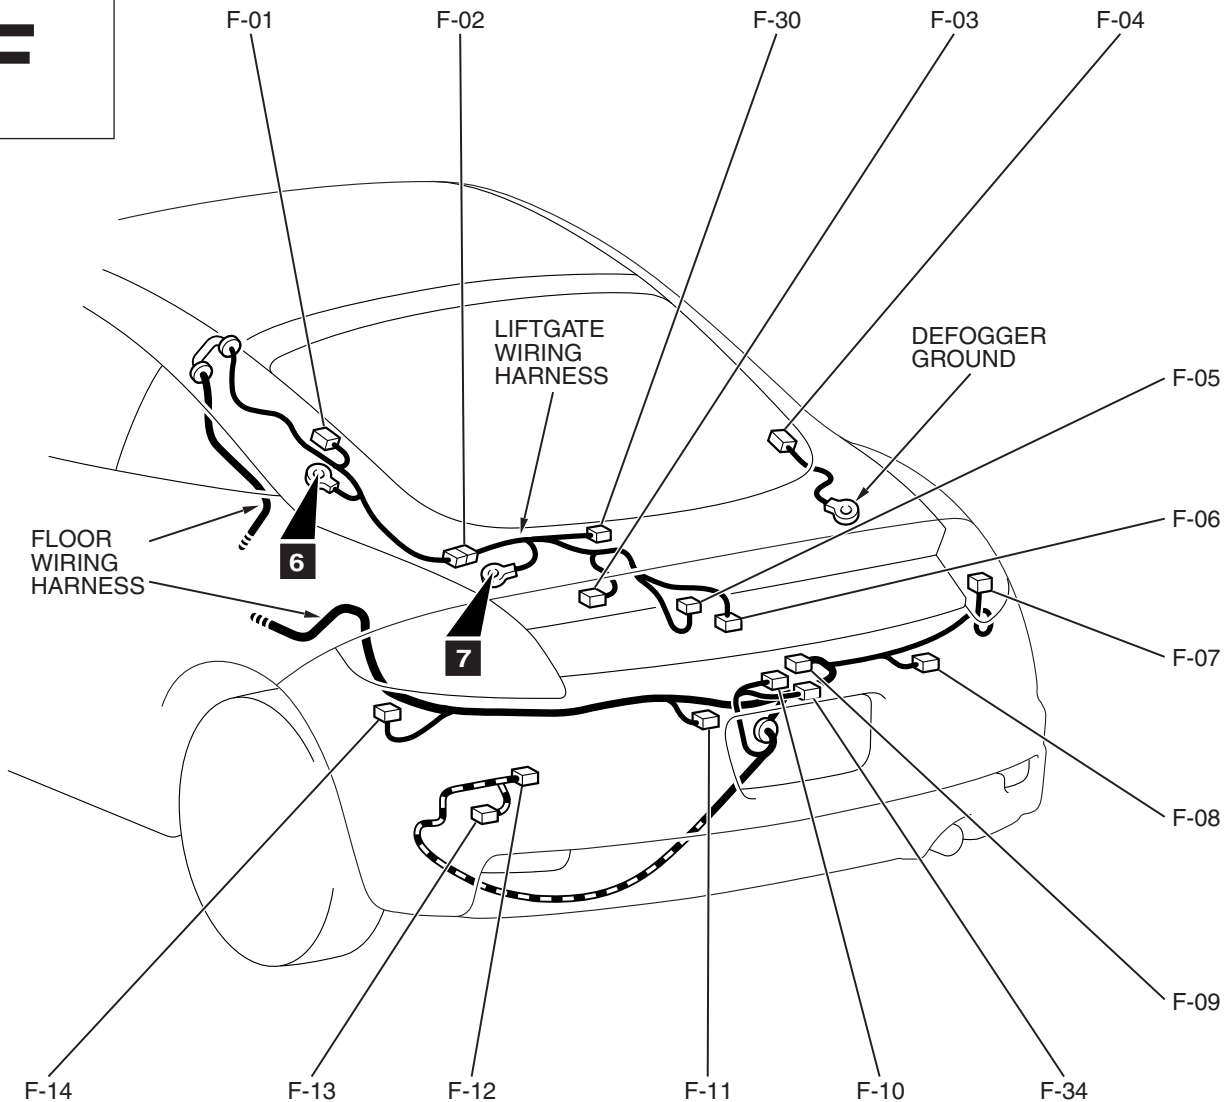 F-01
F-02
F-30
F-03
F-04
LIFTGATE
WIRING
HARNESS
DEFOGGER
GROUND
F-05
F-06
FLOOR
WIRING
HARNESS
6
7
F-07
F-08
F-09
F-14
F-13
F-12
F-11
F-10
F-34